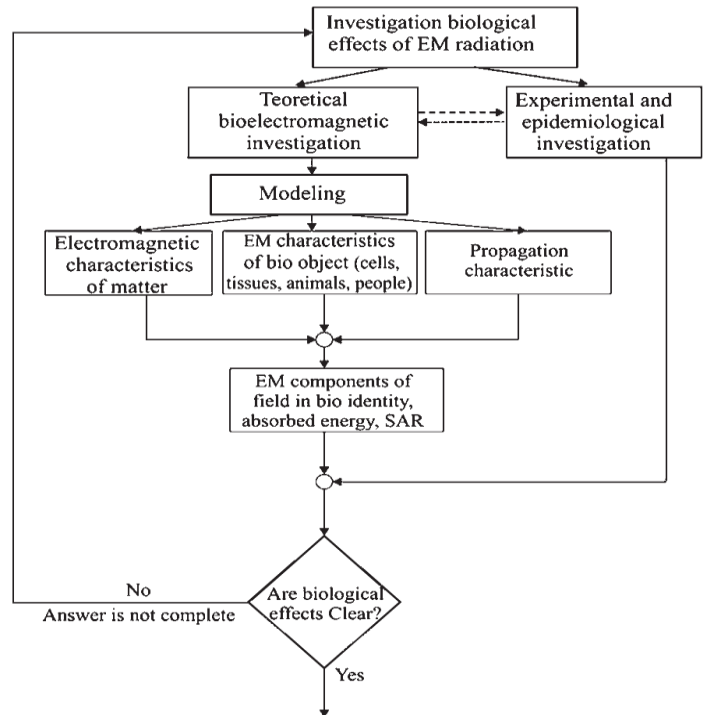 Investigation biological
effects of EM radiation
Teoretical
bioelectromagnetic
investigation
Experimental and
epidemiological
investigation
Modeling
Electromagnetic
characteristics
of matter
EM characteristics
of bio object (cells,
tissues, animals, people)
Propagation
characteristic
EM components of
field in bio identity,
absorbed energy, SAR
Are biological
effects Clear?
No
Answer is not complete
Yes